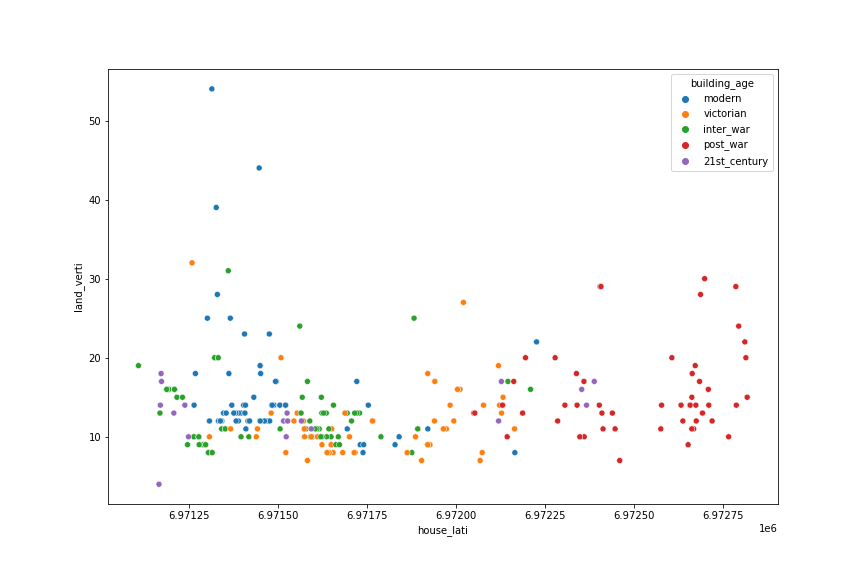 building_age
modern
victorian
inter_war
post_war
21st_century
land_verti
50
40
30
20
10
6.97125 6.97150 6.97175 6.97200 6.97225 6.97250 6.97275
1e6
house_lati